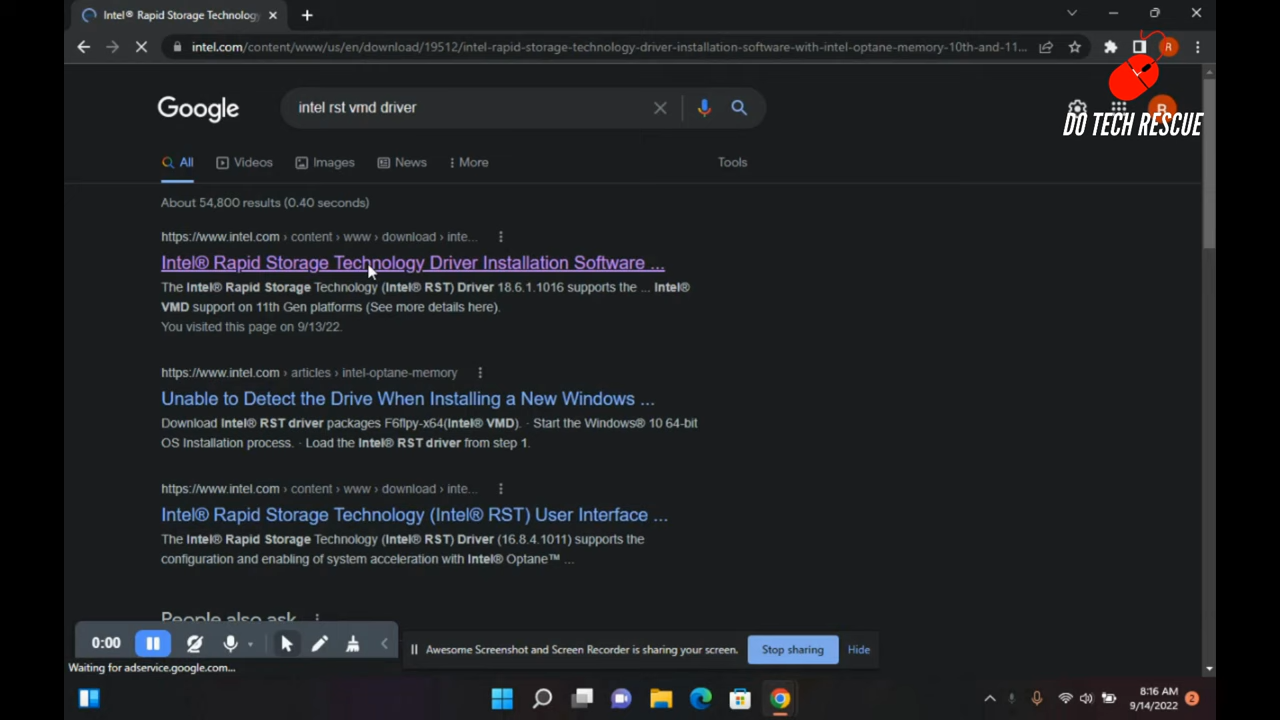 Intel® Rapid Storage Technology
intel.com/content/www/us/en/download/19512/intel-rapid-storage-technology-driver-installation-software-with-intel-optane-memory-10th-and-11...
R
DO TECH RESCUE
Google
intel rst vmd driver
R
All
Videos
Images
News
More
Tools
About 54,800 results (0.40 seconds)
https://www.intel.com › content › www › download › inte...
Intel® Rapid Storage Technology Driver Installation Software ...
The Intel® Rapid Storage Technology (Intel® RST) Driver 18.6.1.1016 supports the ... Intel®
VMD support on 11th Gen platforms (See more details here).
You visited this page on 9/13/22.
https://www.intel.com › articles › intel-optane-memory
Unable to Detect the Drive When Installing a New Windows ...
Download Intel® RST driver packages F6flpy-x64(Intel® VMD). · Start the Windows® 10 64-bit
OS Installation process. · Load the Intel® RST driver from step 1.
https://www.intel.com › content › www › download › inte...
Intel® Rapid Storage Technology (Intel® RST) User Interface ...
The Intel® Rapid Storage Technology (Intel® RST) Driver (16.8.4.1011) supports the
configuration and enabling of system acceleration with Intel® Optane™ ...
People also ask
0:00
Awesome Screenshot and Screen Recorder is sharing your screen.
Stop sharing
Hide
Waiting for adservice.google.com...
8:16 AM
9/14/2022
2